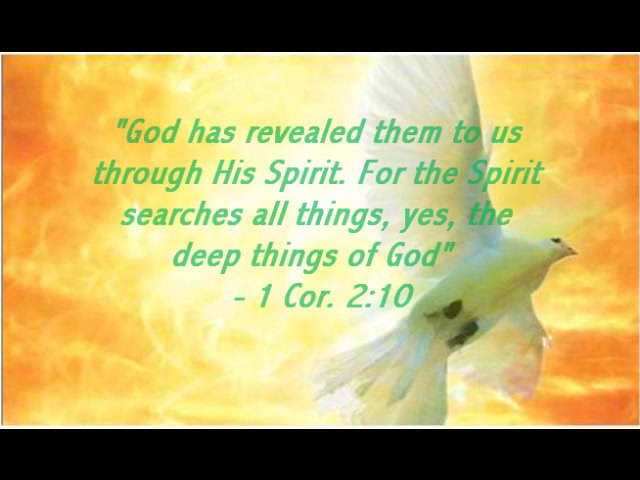 "God has revealed them to us
through His Spirit. For the Spirit
searches all things, yes, the
deep things of God"
- 1 Cor. 2:10